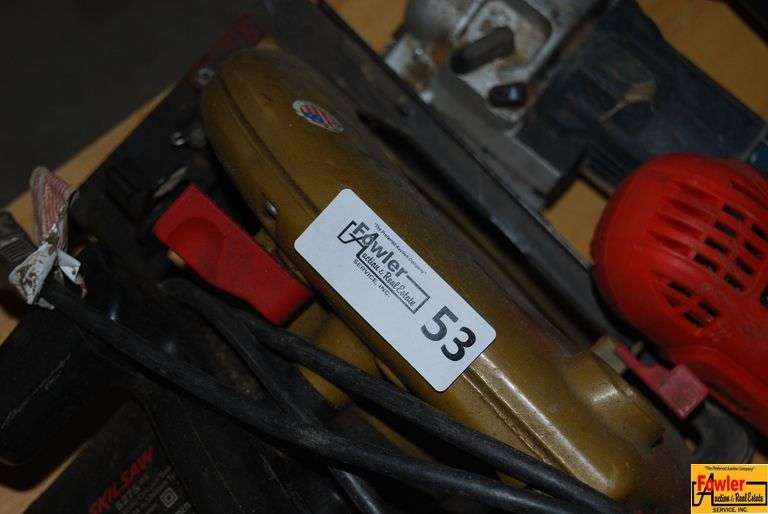 "The Preferred Auction Company"
Fowler
Auction & Real Estate
SERVICE, INC.
53
SKILSAW
"The Preferred Auction Company"
Fowler
Auction & Real Estate
SERVICE, INC.